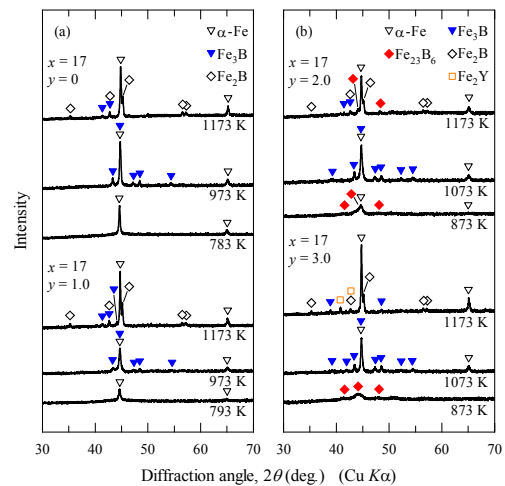 (a)
▽ α-Fe
▼ Fe₃B
◇ Fe₂B
x = 17
y = 0
1173 K
973 K
783 K
x = 17
y = 1.0
1173 K
973 K
793 K
30 40 50 60 70
(b)
▽ α-Fe ▼ Fe₃B
◆ Fe₂₃B₆ ◇ Fe₂B
□ Fe₂Y
x = 17
y = 2.0
1173 K
1073 K
873 K
x = 17
y = 3.0
1173 K
1073 K
873 K
30 40 50 60 70
Intensity
Diffraction angle, 2θ (deg.) (Cu Kα)